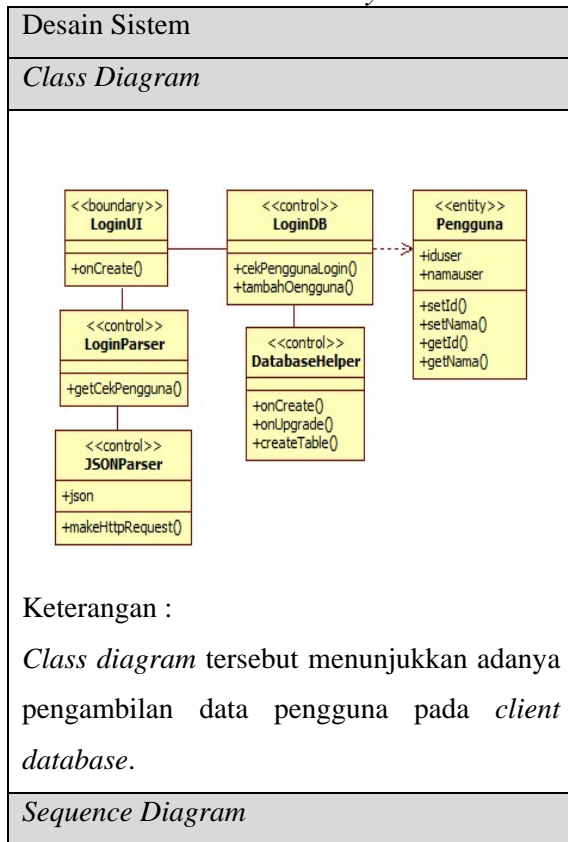 Desain Sistem
Class Diagram
<<boundary>>
LoginUI
+onCreate()
<<control>>
LoginDB
+cekPenggunaLogin()
+tambahOengguna()
<<entity>>
Pengguna
+iduser
+namauser
+setId()
+setNama()
+getId()
+getNama()
<<control>>
LoginParser
+getCekPengguna()
<<control>>
DatabaseHelper
+onCreate()
+onUpgrade()
+createTable()
<<control>>
JSONParser
+json
+makeHttpRequest()
Keterangan :
Class diagram tersebut menunjukkan adanya
pengambilan data pengguna pada client
database.
Sequence Diagram